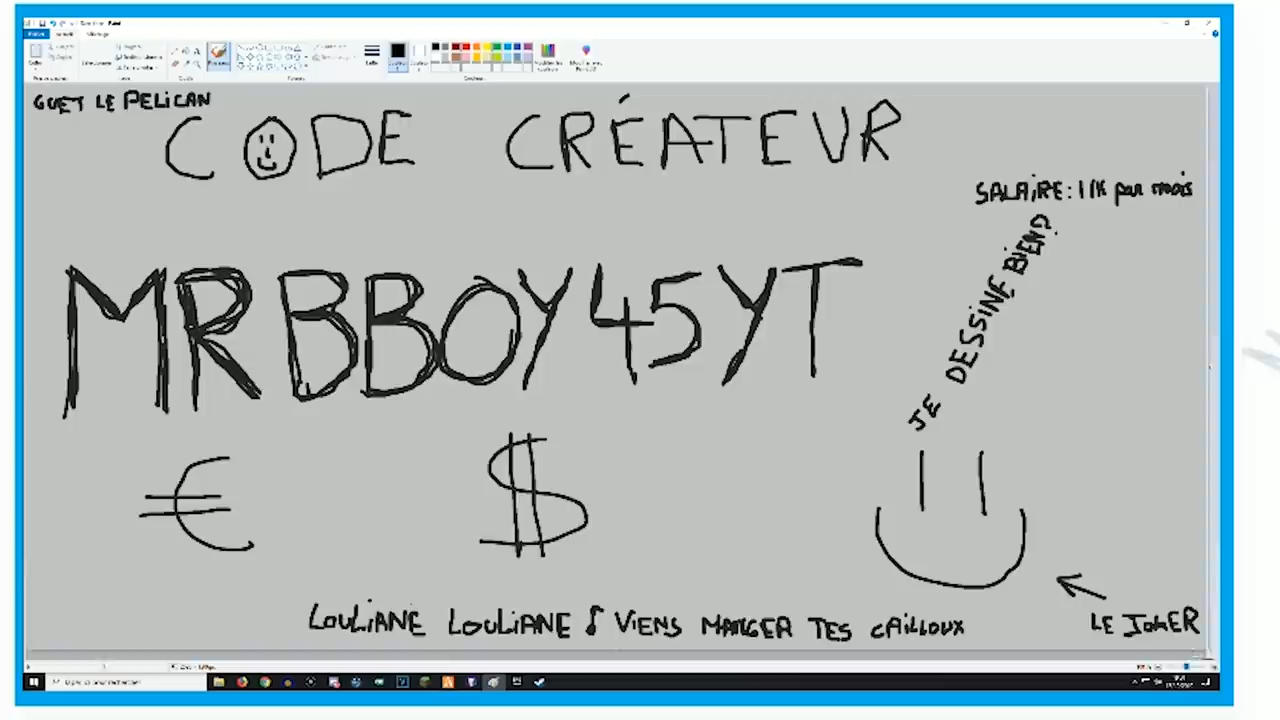 GUET LE PELICAN
CODE CRÉATEUR
SALAIRE: 11K par mois
JE DESSINE BIEN?
MRBBOY45YT
€ $
LOULIANE LOULIANE VIENS MANGER TES CAILLOUX
LE JOKER